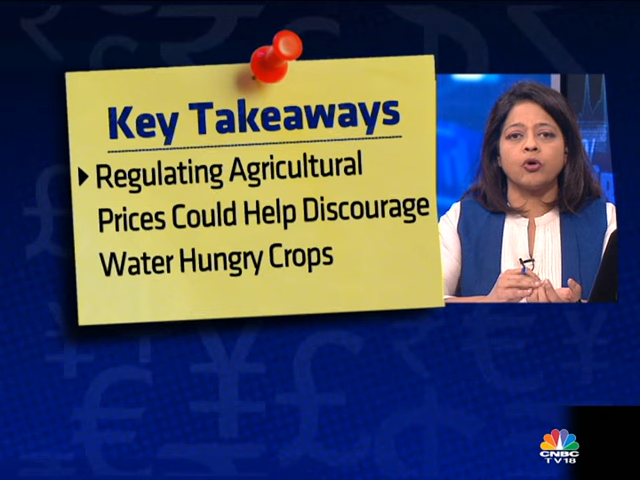 Key Takeaways
Regulating Agricultural
Prices Could Help Discourage
Water Hungry Crops
CNBC
TV18